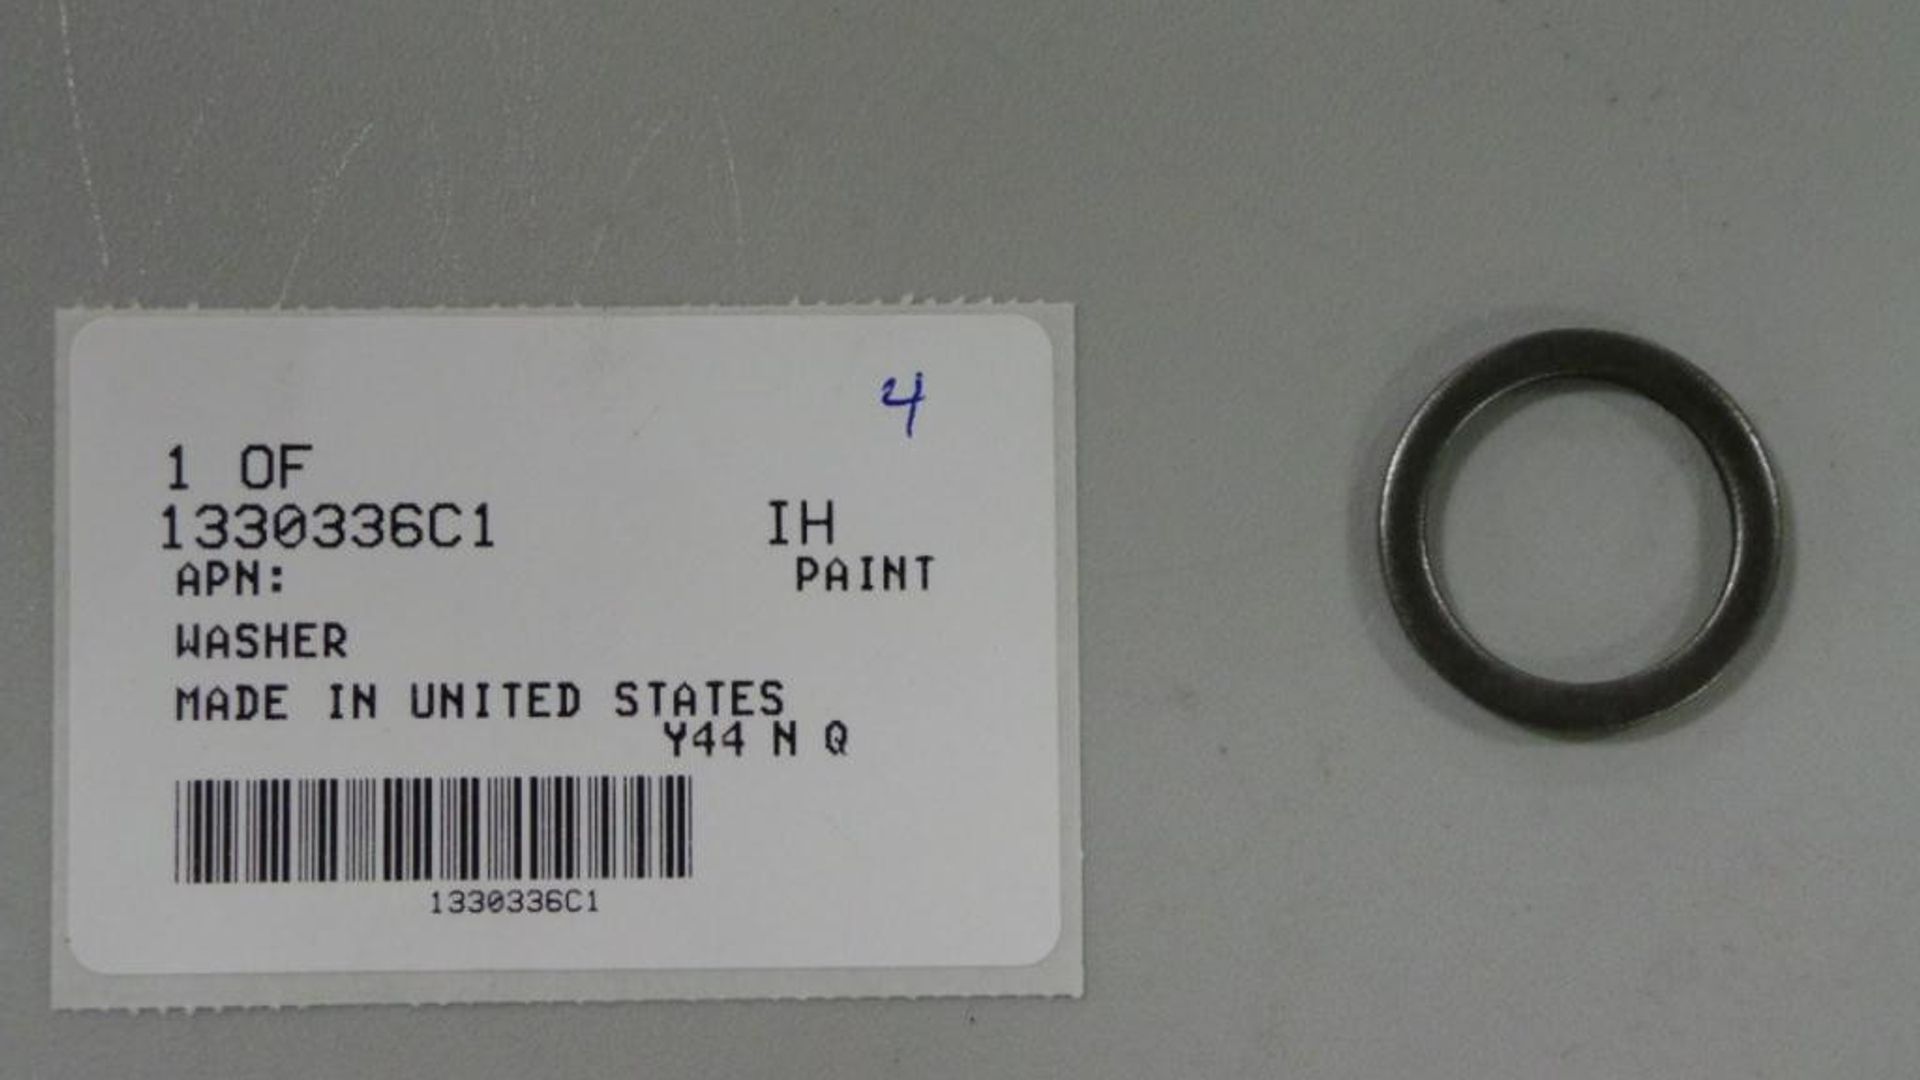 4
1 OF
1330336C1 IH
APN: PAINT
WASHER
MADE IN UNITED STATES
Y44 N Q
1330336C1